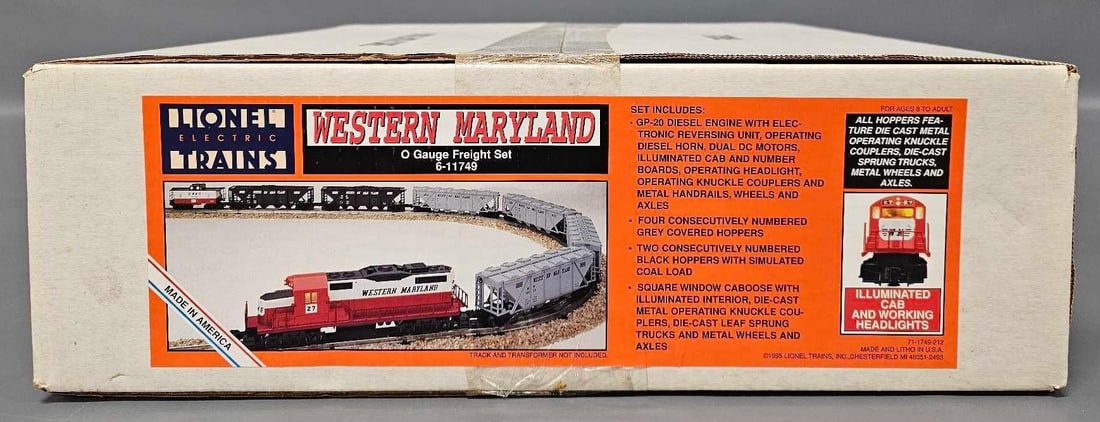 LIONEL
ELECTRIC
TRAINS
WESTERN MARYLAND
O Gauge Freight Set
6-11749
WESTERN MARYLAND
27
MADE IN AMERICA
TRACK AND TRANSFORMER NOT INCLUDED.
SET INCLUDES:
• GP-20 DIESEL ENGINE WITH ELEC-
TRONIC REVERSING UNIT, OPERATING
DIESEL HORN, DUAL DC MOTORS,
ILLUMINATED CAB AND NUMBER
BOARDS, OPERATING HEADLIGHT,
OPERATING KNUCKLE COUPLERS AND
METAL HANDRAILS, WHEELS AND
AXLES
• FOUR CONSECUTIVELY NUMBERED
GREY COVERED HOPPERS
• TWO CONSECUTIVELY NUMBERED
BLACK HOPPERS WITH SIMULATED
COAL LOAD
• SQUARE WINDOW CABOOSE WITH
ILLUMINATED INTERIOR, DIE-CAST
METAL OPERATING KNUCKLE COU-
PLERS, DIE-CAST LEAF SPRUNG
TRUCKS AND METAL WHEELS AND
AXLES
FOR AGES 8 TO ADULT
ALL HOPPERS FEA-
TURE DIE CAST METAL
OPERATING KNUCKLE
COUPLERS, DIE-CAST
SPRUNG TRUCKS,
METAL WHEELS AND
AXLES.
27 27
ILLUMINATED
CAB
AND WORKING
HEADLIGHTS
71-1749-212
MADE AND LITHO IN U.S.A.
©1995 LIONEL TRAINS, INC., CHESTERFIELD MI 48051-2493